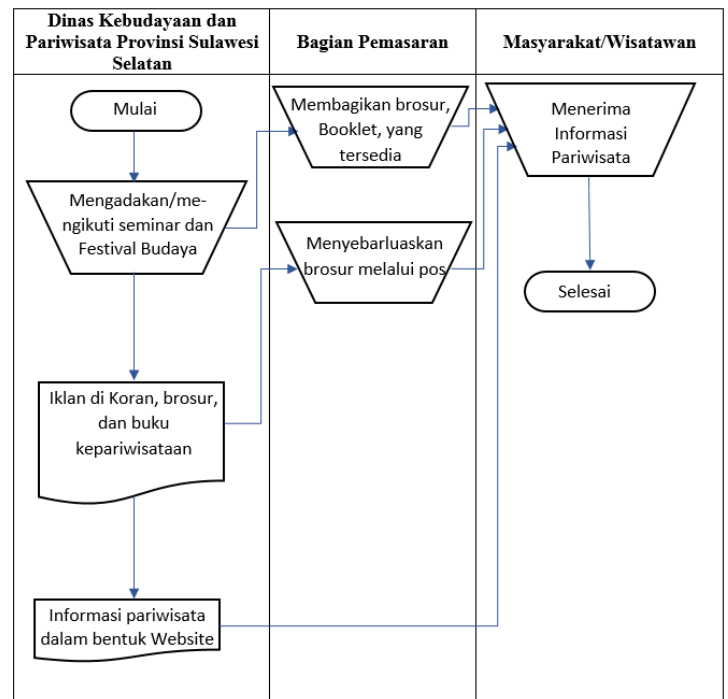 Dinas Kebudayaan dan
Pariwisata Provinsi Sulawesi
Selatan
Bagian Pemasaran
Masyarakat/Wisatawan
Mulai
Mengadakan/me-
ngikuti seminar dan
Festival Budaya
Iklan di Koran, brosur,
dan buku
kepariwisataan
Informasi pariwisata
dalam bentuk Website
Membagikan brosur,
Booklet, yang
tersedia
Menyebarluaskan
brosur melalui pos
Menerima
Informasi
Pariwisata
Selesai